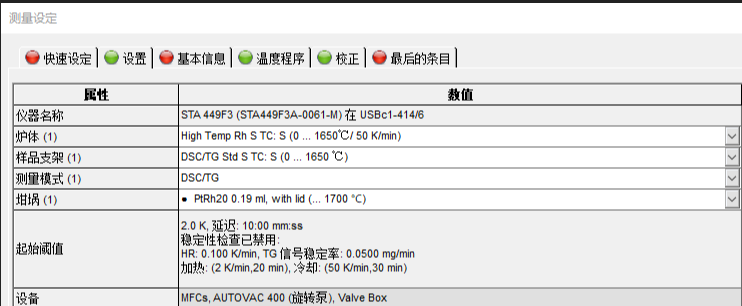 测量设定
快速设定 设置 基本信息 温度程序 校正 最后的条目
属性 数值
仪器名称 STA 449F3 (STA449F3A-0061-M) 在 USBc1-414/6
炉体 (1) High Temp Rh S TC: S (0 ... 1650℃/ 50 K/min)
样品支架 (1) DSC/TG Std S TC: S (0 ... 1650 ℃)
测量模式 (1) DSC/TG
坩埚 (1) ● PtRh20 0.19 ml, with lid (... 1700 °C)
起始阈值
2.0 K, 延迟: 10:00 mm:ss
稳定性检查已禁用:
HR: 0.100 K/min, TG 信号稳定率: 0.0500 mg/min
加热: (2 K/min,20 min), 冷却: (50 K/min,30 min)
设备 MFCs, AUTOVAC 400 (旋转泵), Valve Box